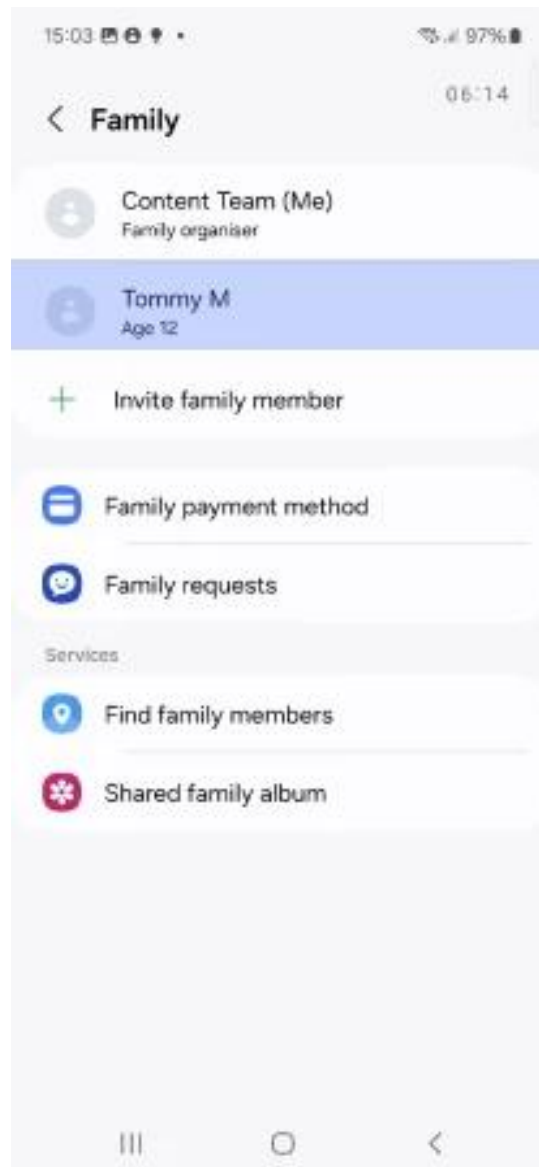 15:03
97%
06:14
Family
Content Team (Me)
Family organiser
Tommy M
Age 12
Invite family member
Family payment method
Family requests
Services
Find family members
Shared family album